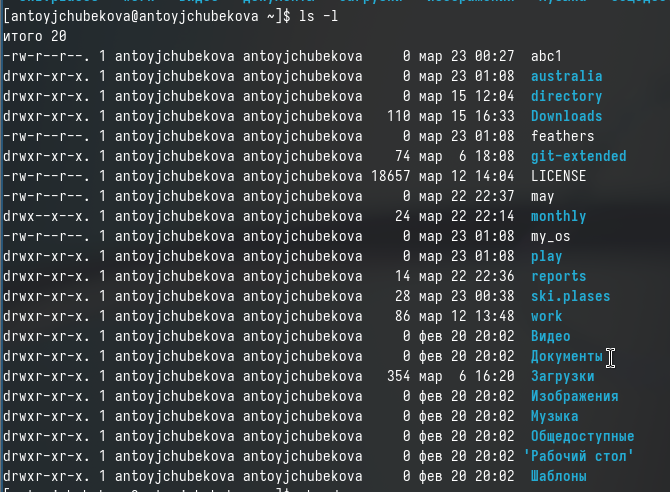 [antoyjchubekova@antoyjchubekova ~]$ ls -l
итого 20
-rw-r--r--. 1 antoyjchubekova antoyjchubekova     0 мар 23 00:27  abc1
drwxr-xr-x. 1 antoyjchubekova antoyjchubekova     0 мар 23 01:08  australia
drwxr-xr-x. 1 antoyjchubekova antoyjchubekova     0 мар 15 12:04  directory
drwxr-xr-x. 1 antoyjchubekova antoyjchubekova   110 мар 15 16:33  Downloads
-rw-r--r--. 1 antoyjchubekova antoyjchubekova     0 мар 23 01:08  feathers
drwxr-xr-x. 1 antoyjchubekova antoyjchubekova    74 мар  6 18:08  git-extended
-rw-r--r--. 1 antoyjchubekova antoyjchubekova 18657 мар 12 14:04  LICENSE
-rw-r--r--. 1 antoyjchubekova antoyjchubekova     0 мар 22 22:37  may
drwx--x--x. 1 antoyjchubekova antoyjchubekova    24 мар 22 22:14  monthly
-rw-r--r--. 1 antoyjchubekova antoyjchubekova     0 мар 23 01:08  my_os
drwxr-xr-x. 1 antoyjchubekova antoyjchubekova     0 мар 23 01:08  play
drwxr-xr-x. 1 antoyjchubekova antoyjchubekova    14 мар 22 22:36  reports
drwxr-xr-x. 1 antoyjchubekova antoyjchubekova    28 мар 23 00:38  ski.plases
drwxr-xr-x. 1 antoyjchubekova antoyjchubekova    86 мар 12 13:48  work
drwxr-xr-x. 1 antoyjchubekova antoyjchubekova     0 фев 20 20:02  Видео
drwxr-xr-x. 1 antoyjchubekova antoyjchubekova     0 фев 20 20:02  Документы
drwxr-xr-x. 1 antoyjchubekova antoyjchubekova   354 мар  6 16:20  Загрузки
drwxr-xr-x. 1 antoyjchubekova antoyjchubekova     0 фев 20 20:02  Изображения
drwxr-xr-x. 1 antoyjchubekova antoyjchubekova     0 фев 20 20:02  Музыка
drwxr-xr-x. 1 antoyjchubekova antoyjchubekova     0 фев 20 20:02  Общедоступные
drwxr-xr-x. 1 antoyjchubekova antoyjchubekova     0 фев 20 20:02 'Рабочий стол'
drwxr-xr-x. 1 antoyjchubekova antoyjchubekova     0 фев 20 20:02  Шаблоны